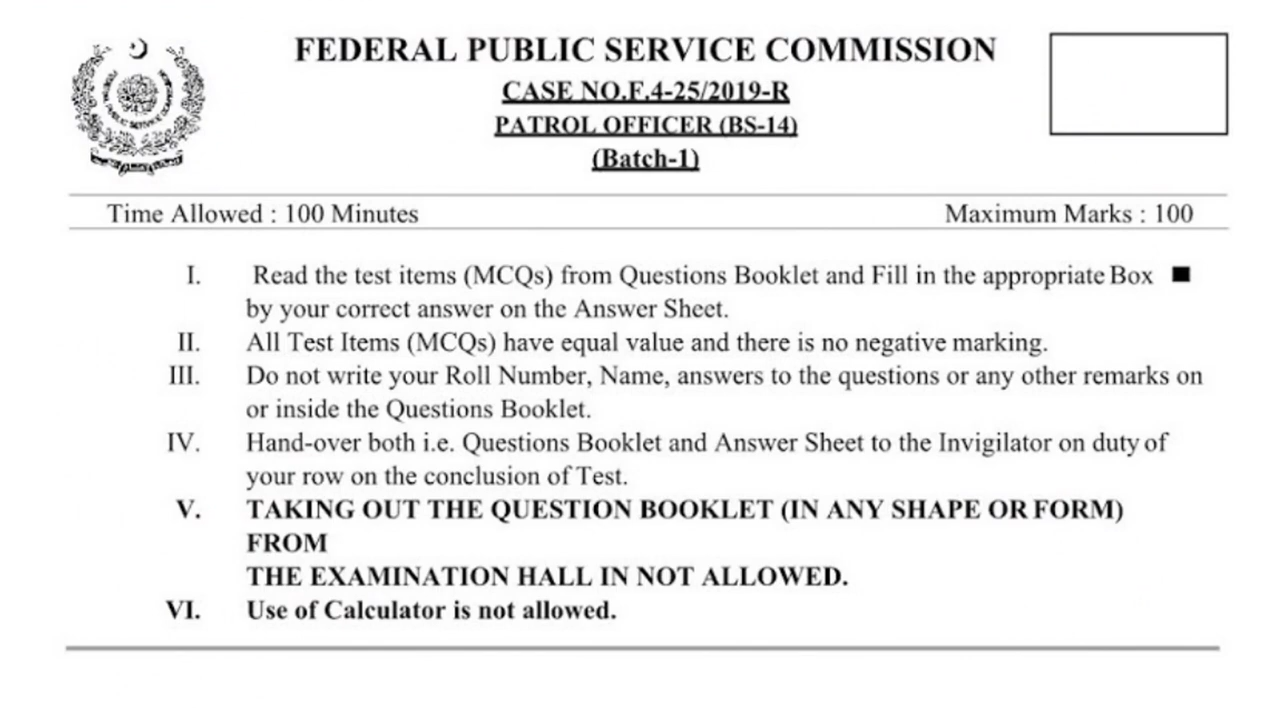 FEDERAL PUBLIC SERVICE COMMISSION
CASE NO.F.4-25/2019-R
PATROL OFFICER (BS-14)
(Batch-1)
Time Allowed : 100 Minutes
Maximum Marks : 100
I. Read the test items (MCQs) from Questions Booklet and Fill in the appropriate Box ■
by your correct answer on the Answer Sheet.
II. All Test Items (MCQs) have equal value and there is no negative marking.
III. Do not write your Roll Number, Name, answers to the questions or any other remarks on
or inside the Questions Booklet.
IV. Hand-over both i.e. Questions Booklet and Answer Sheet to the Invigilator on duty of
your row on the conclusion of Test.
V. TAKING OUT THE QUESTION BOOKLET (IN ANY SHAPE OR FORM)
FROM
THE EXAMINATION HALL IN NOT ALLOWED.
VI. Use of Calculator is not allowed.